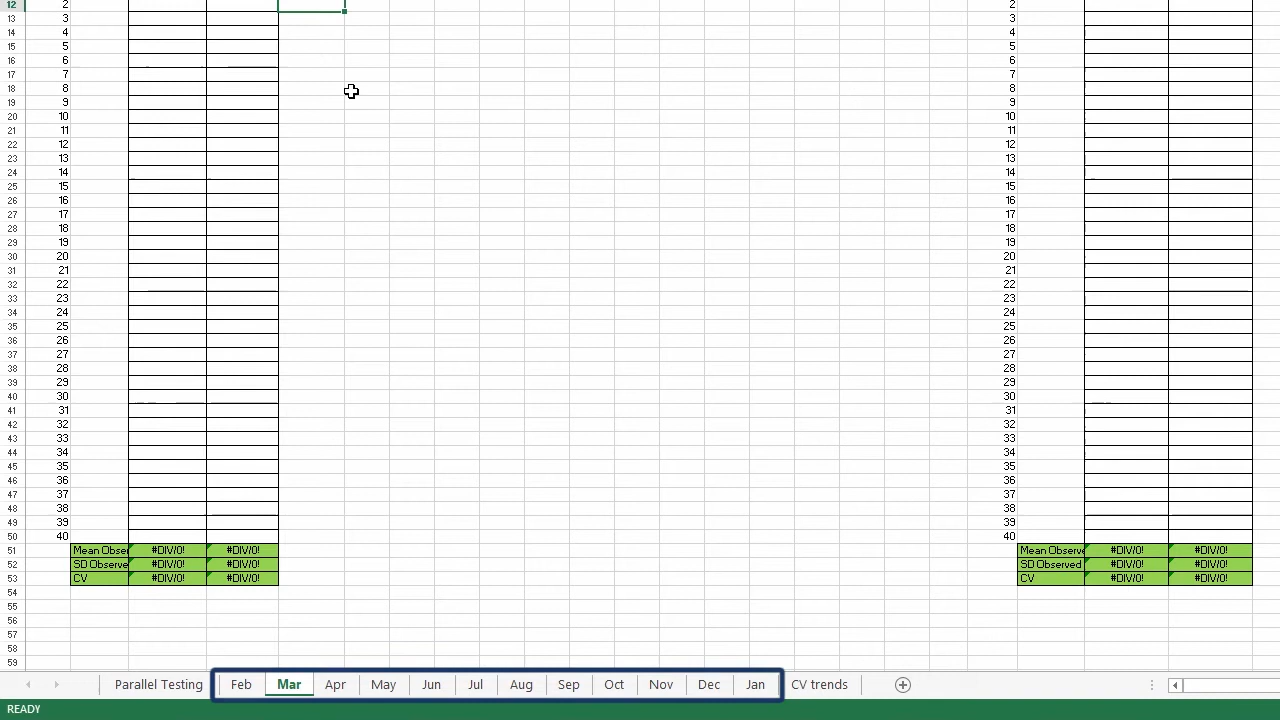 12 2 2
13 3 3
14 4 4
15 5 5
16 6 6
17 7 7
18 8 8
19 9 9
20 10 10
21 11 11
22 12 12
23 13 13
24 14 14
25 15 15
26 16 16
27 17 17
28 18 18
29 19 19
30 20 20
31 21 21
32 22 22
33 23 23
34 24 24
35 25 25
36 26 26
37 27 27
38 28 28
39 29 29
40 30 30
41 31 31
42 32 32
43 33 33
44 34 34
45 35 35
46 36 36
47 37 37
48 38 38
49 39 39
50 40 40
51 Mean Obser #DIV/0! #DIV/0! Mean Observe #DIV/0! #DIV/0!
52 SD Observe #DIV/0! #DIV/0! SD Observed #DIV/0! #DIV/0!
53 CV #DIV/0! #DIV/0! CV #DIV/0! #DIV/0!
54
55
56
57
58
59
Parallel Testing Feb Mar Apr May Jun Jul Aug Sep Oct Nov Dec Jan CV trends
READY